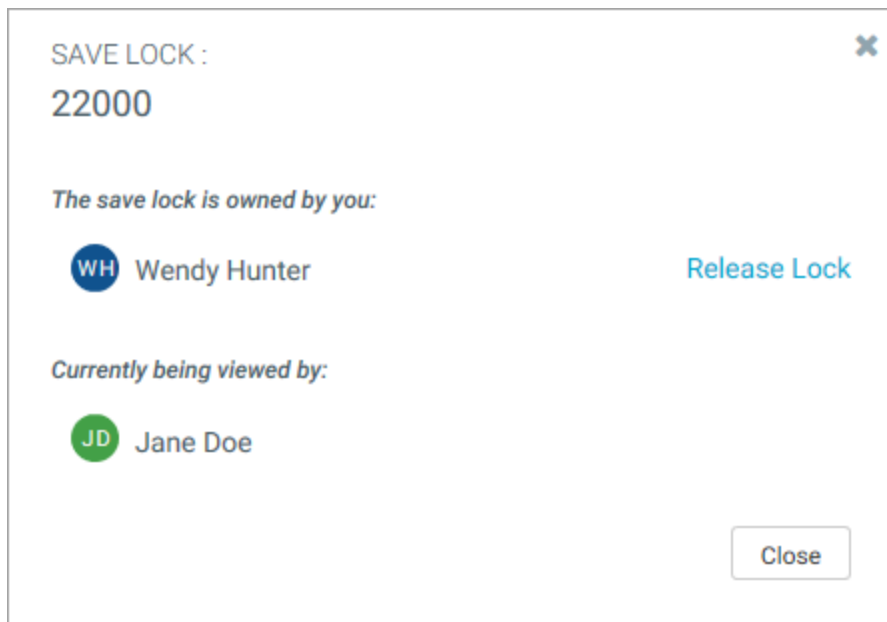 SAVE LOCK :
22000
The save lock is owned by you:
WH Wendy Hunter Release Lock
Currently being viewed by:
JD Jane Doe
Close